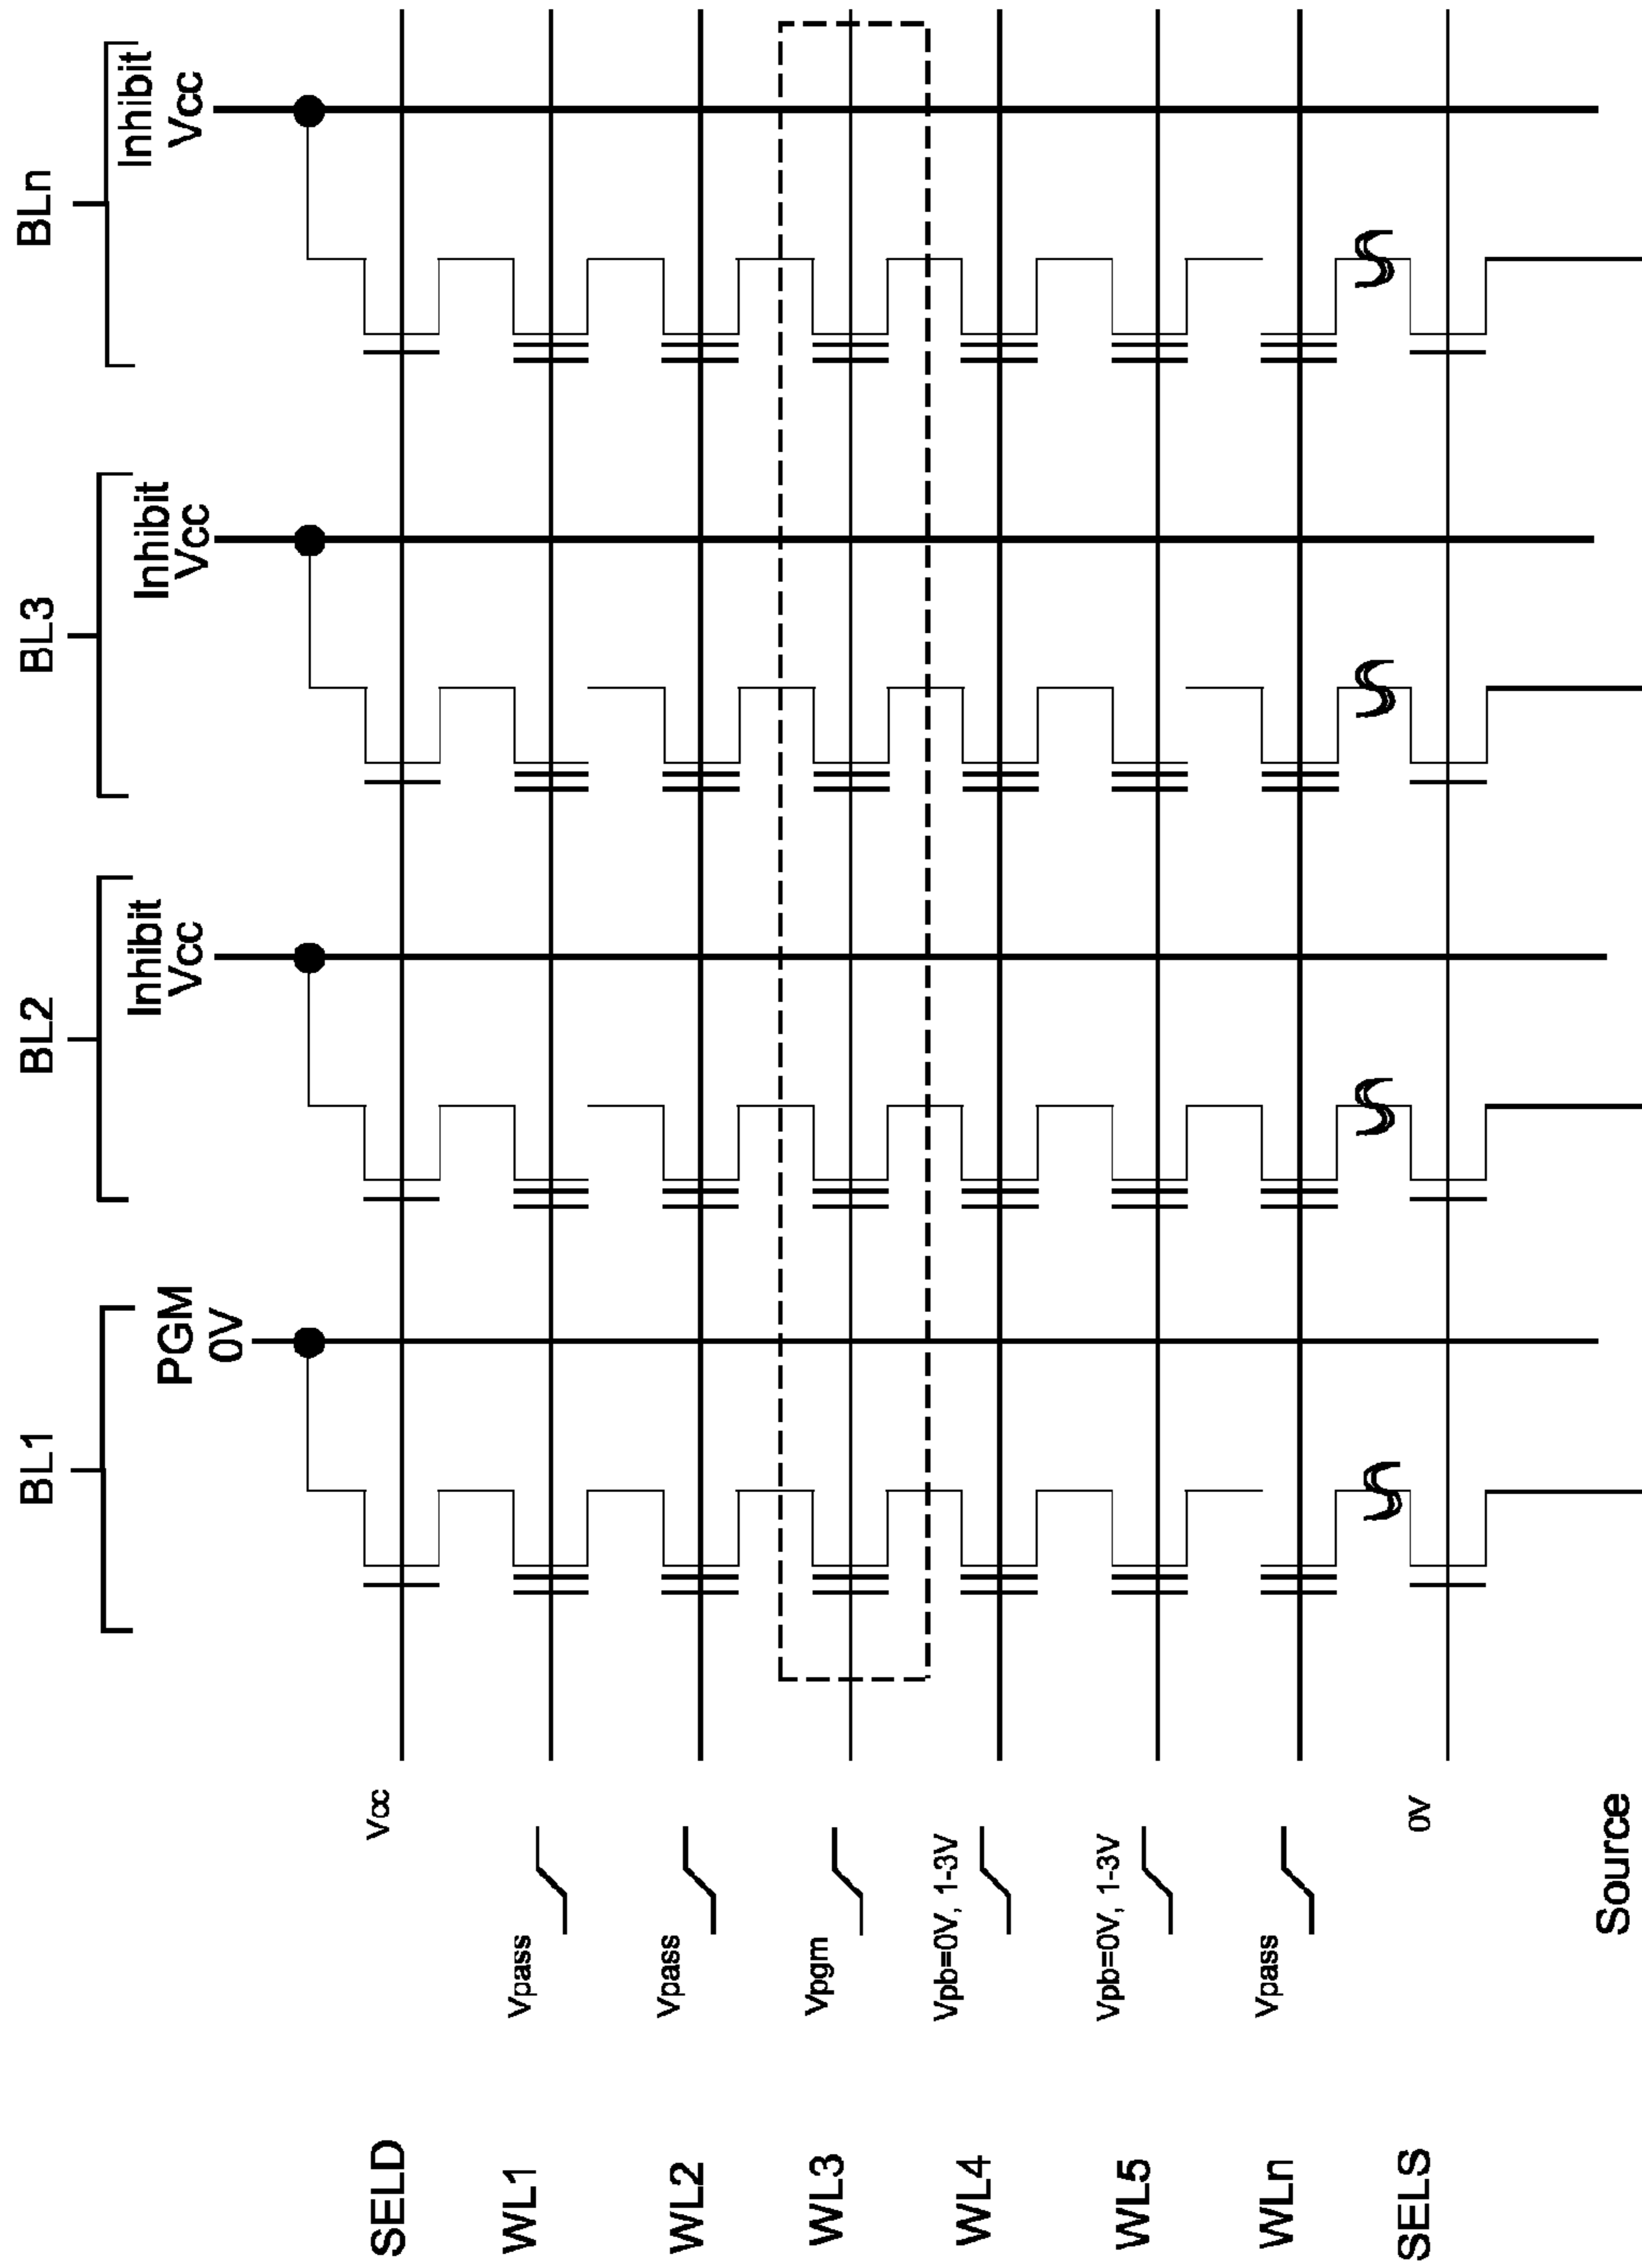 BL1
BL2
BL3
BLn
PGM
0V
Inhibit
Vcc
Inhibit
Vcc
Inhibit
Vcc
SELD
Vcc
WL1
Vpass
WL2
Vpass
WL3
Vpgm
WL4
Vpb=0V, 1-3V
WL5
Vpb=0V, 1-3V
WLn
Vpass
SELS
0V
Source